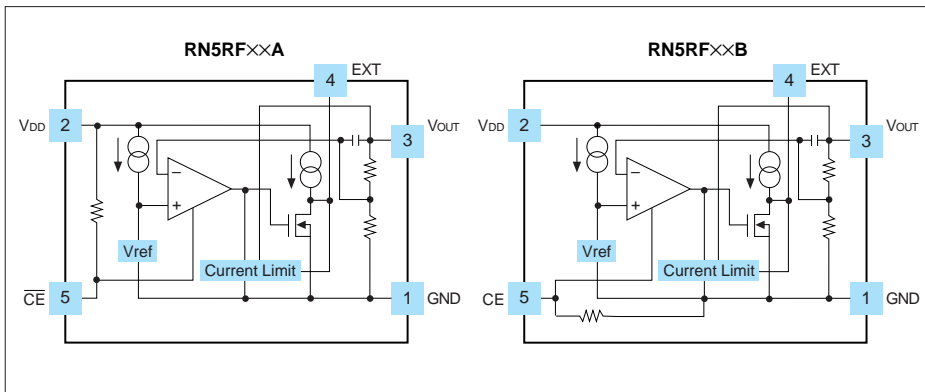 RN5RF××A
4
EXT
VDD
2
3
VOUT
−
+
Vref
Current Limit
C̅E̅
5
1
GND
RN5RF××B
4
EXT
VDD
2
3
VOUT
−
+
Vref
Current Limit
CE
5
1
GND